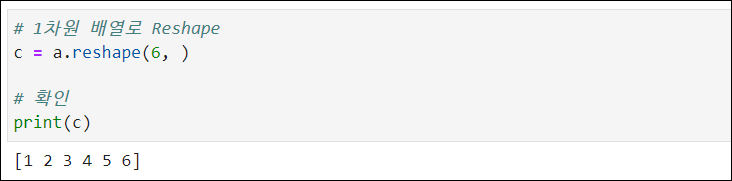 # 1차원 배열로 Reshape
c = a.reshape(6, )
# 확인
print(c)
[1 2 3 4 5 6]